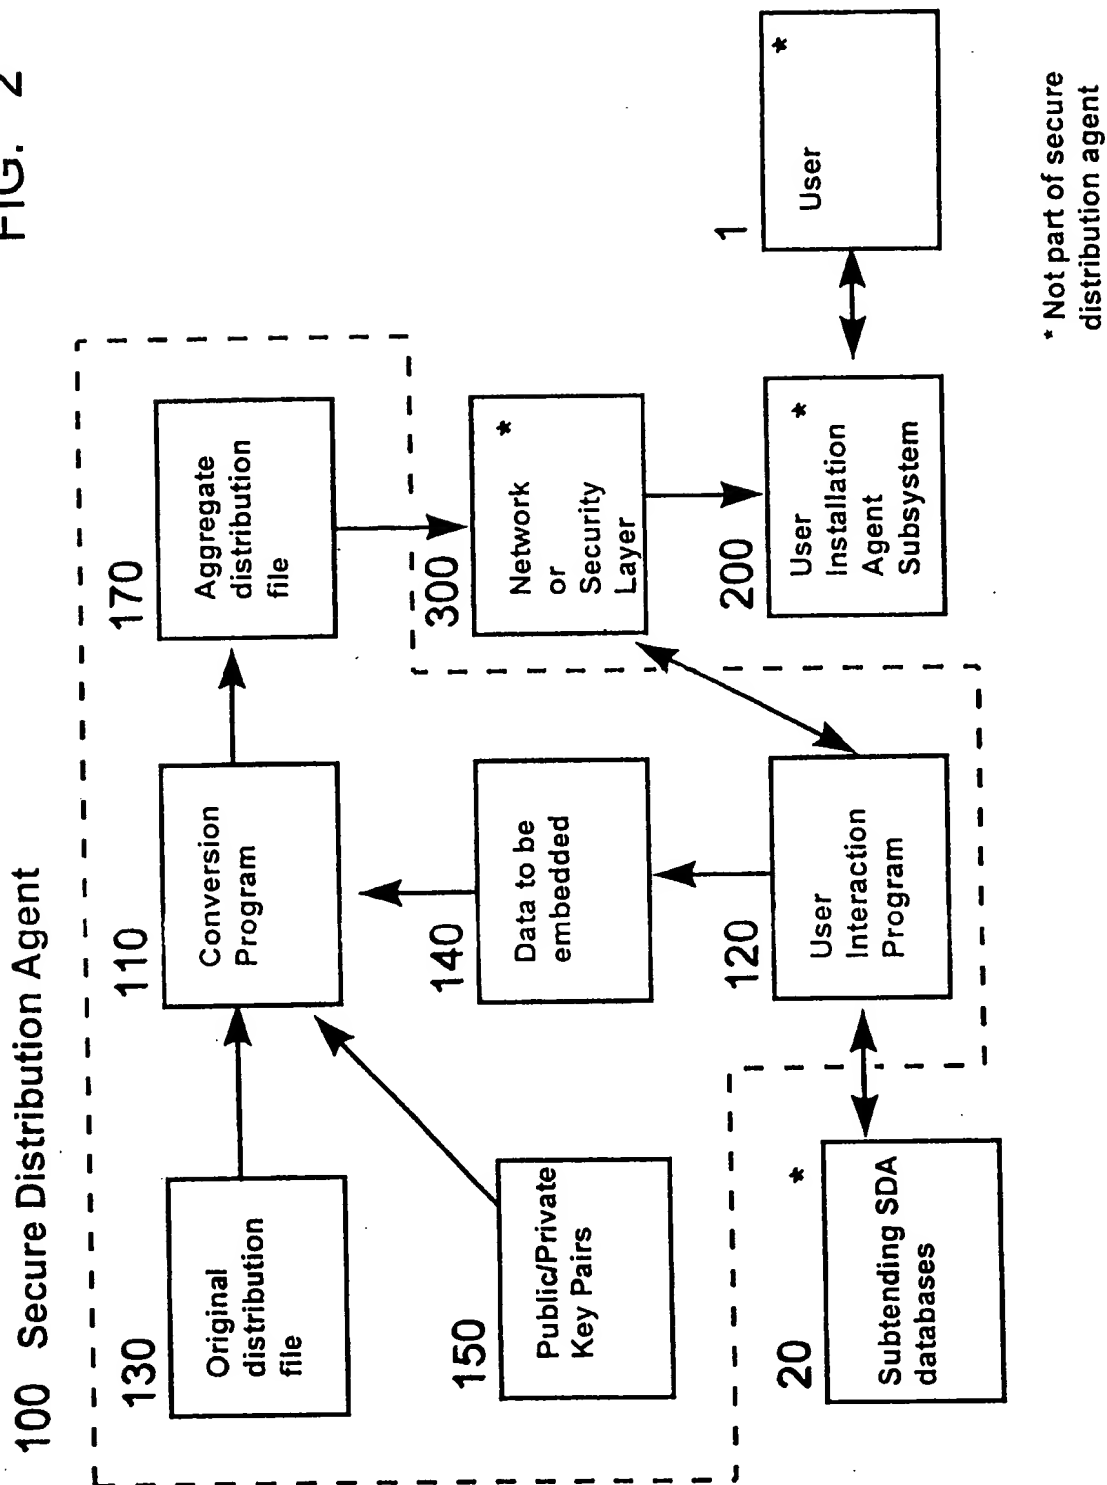 FIG. 2
100 Secure Distribution Agent
130
Original
distribution
file
110
Conversion
Program
170
Aggregate
distribution
file
150
Public/Private
Key Pairs
140
Data to be
embedded
300
Network *
or
Security
Layer
20 *
Subtending SDA
databases
120
User
Interaction
Program
200
User *
Installation
Agent
Subsystem
1
User *
* Not part of secure
distribution agent